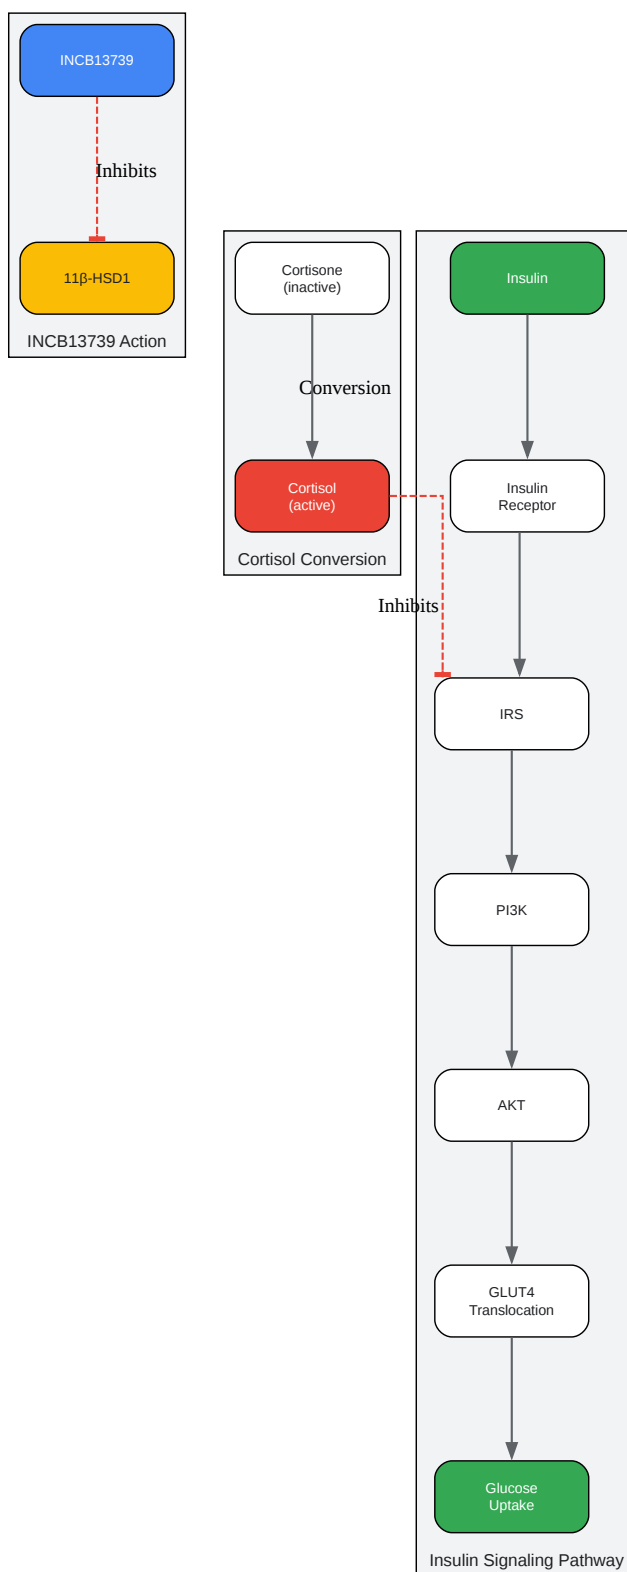 INCB13739
Inhibits
11β-HSD1
INCB13739 Action
Cortisone
(inactive)
Conversion
Cortisol
(active)
Cortisol Conversion
Inhibits
Insulin
Insulin
Receptor
IRS
PI3K
AKT
GLUT4
Translocation
Glucose
Uptake
Insulin Signaling Pathway